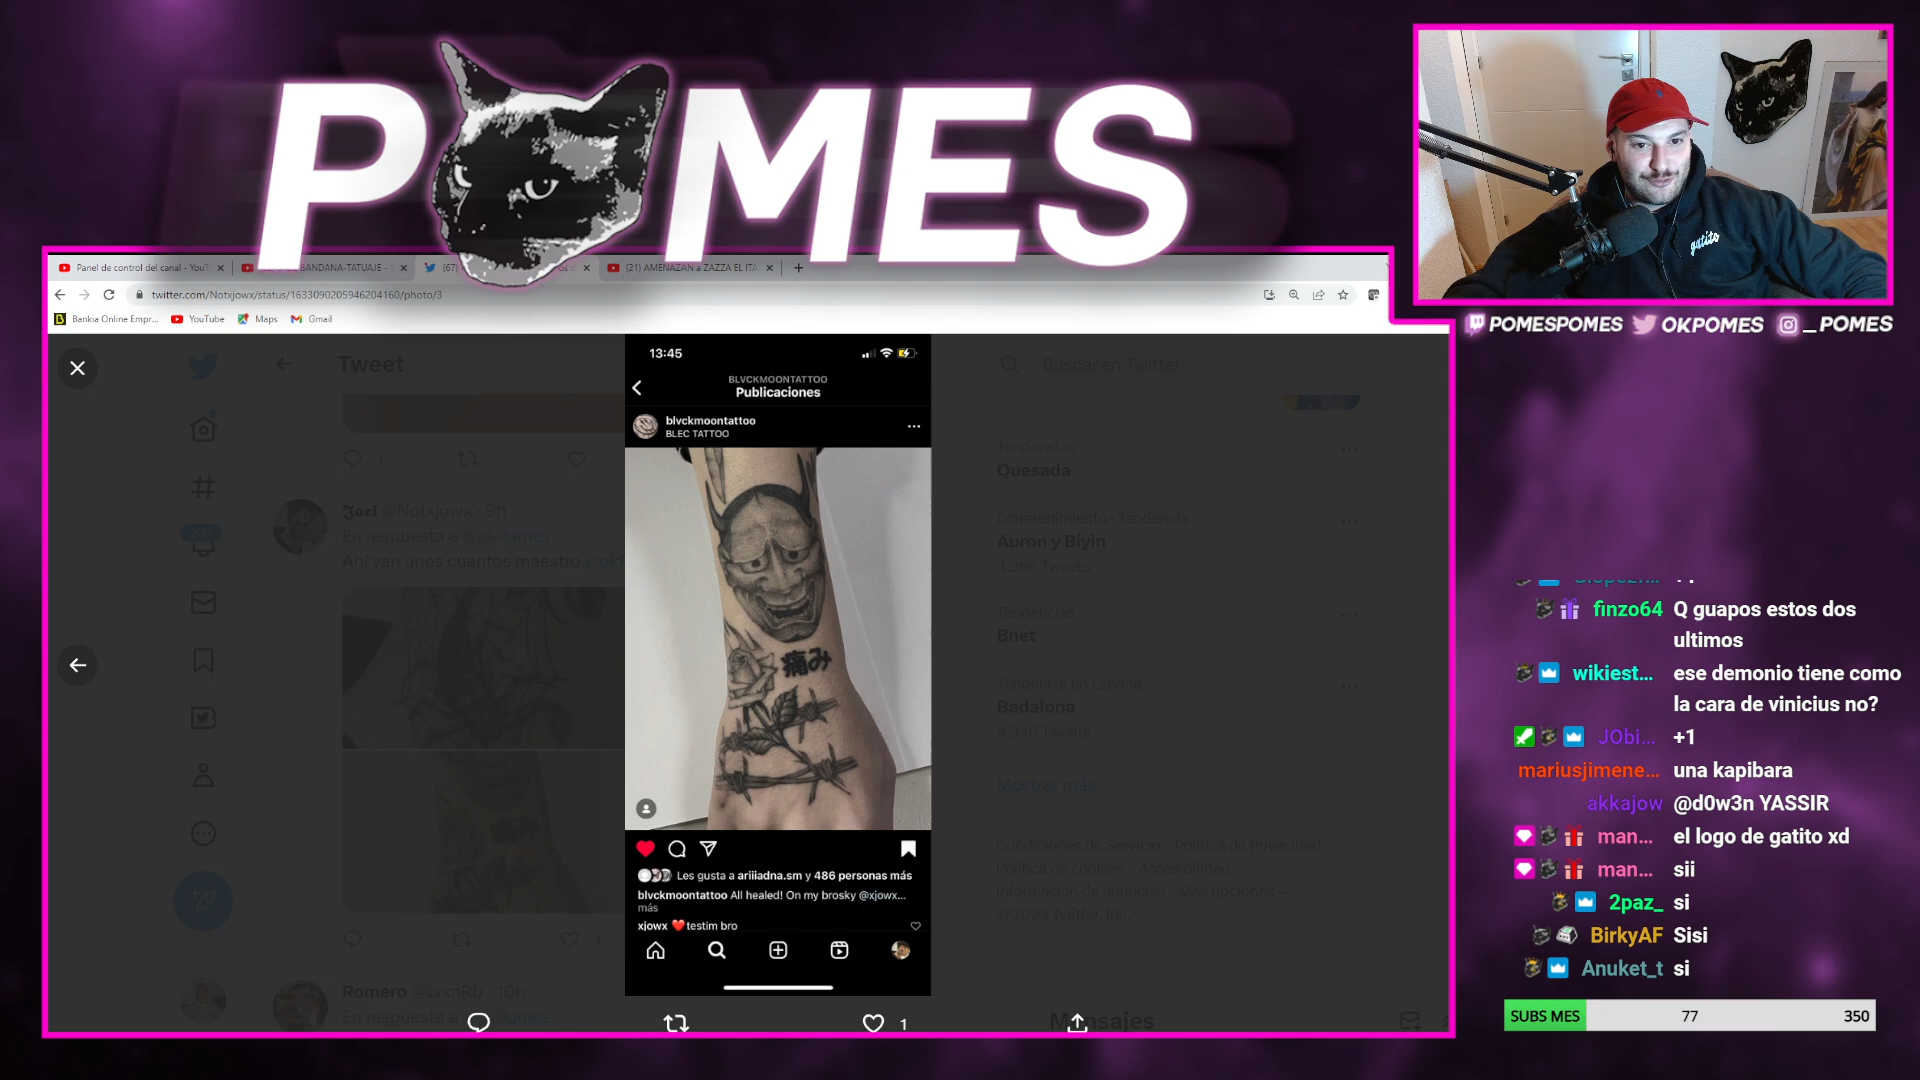 POMES
Panel de control del canal - YouT
BANDANA-TATUAJE -
(67)
(21) AMENAZAN a ZAZZA EL ITA
twitter.com/Notxjowx/status/1633090205946204160/photo/3
Bankia Online Empr...
YouTube
Maps
Gmail
POMESPOMES
OKPOMES
_POMES
Tweet
Buscar en Twitter
13:45
BLVCKMOONTATTOO
Publicaciones
blvckmoontattoo
BLEC TATTOO
Tendencias
Quesada
1
Joel @Notxjowx · 9h
En respuesta a @okPomes
Ahí van unos cuantos maestro
Entretenimiento · Tendencia
Auron y Biyin
4.266 Tweets
Tendencias
Bnet
Tendencia en España
Badalona
4.346 Tweets
Mostrar más
痛み
Condiciones de Servicio Política de Privacidad
Política de cookies Accesibilidad
Información de anuncios Más opciones
© 2023 Twitter, Inc.
Les gusta a ariiiadna.sm y 486 personas más
blvckmoontattoo All healed! On my brosky @xjowx...
más
xjowx ❤️testim bro
Romero @IvxnRb · 10h
En respuesta a
Mensajes
1
finzo64 Q guapos estos dos
ultimos
wikiest... ese demonio tiene como
la cara de vinicius no?
JObi... +1
mariusjimene... una kapibara
akkajow @d0w3n YASSIR
man... el logo de gatito xd
man... sii
2paz_ si
BirkyAF Sisi
Anuket_t si
SUBS MES 77 350
gatito